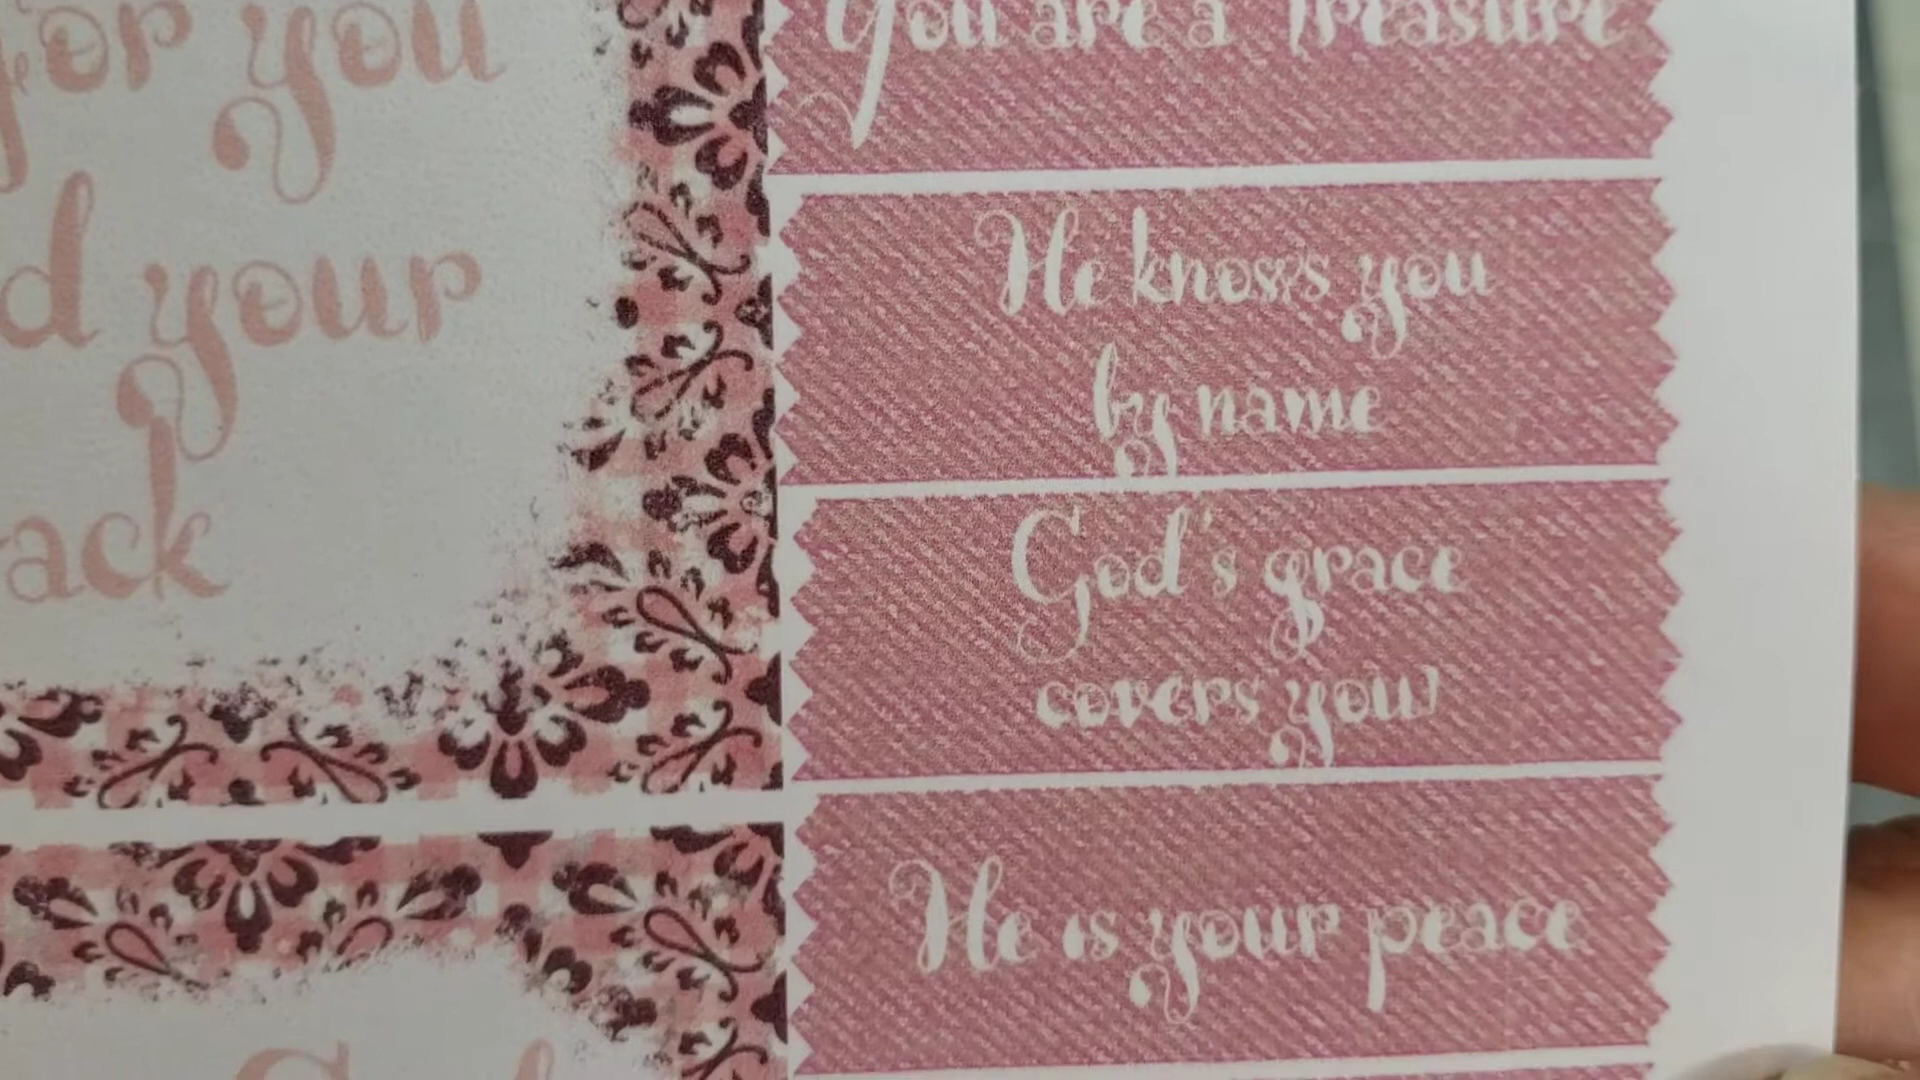 for you
d your
ack
You are a Treasure
He knows you
by name
God's grace
covers you!
He is your peace
God